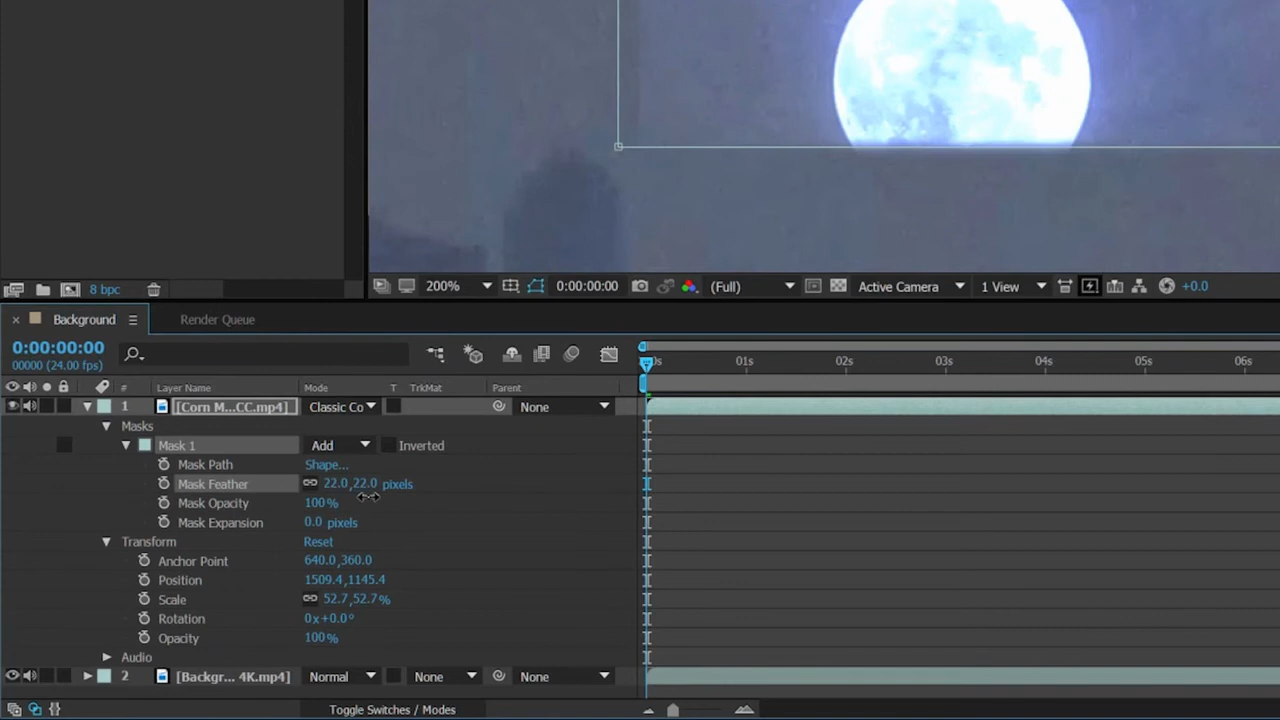 8 bpc
200% 0:00:00:00 (Full) Active Camera 1 View +0.0
× Background Render Queue
0:00:00:00
00000 (24.00 fps)
# Layer Name Mode T TrkMat Parent
01s 02s 03s 04s 05s 06s
1 [Corn M...CC.mp4] Classic Co None
Masks
Mask 1 Add Inverted
Mask Path Shape...
Mask Feather 22.0,22.0 pixels
Mask Opacity 100%
Mask Expansion 0.0 pixels
Transform Reset
Anchor Point 640.0,360.0
Position 1509.4,1145.4
Scale 52.7,52.7%
Rotation 0x+0.0°
Opacity 100%
Audio
2 [Backgr... 4K.mp4] Normal None None
Toggle Switches / Modes